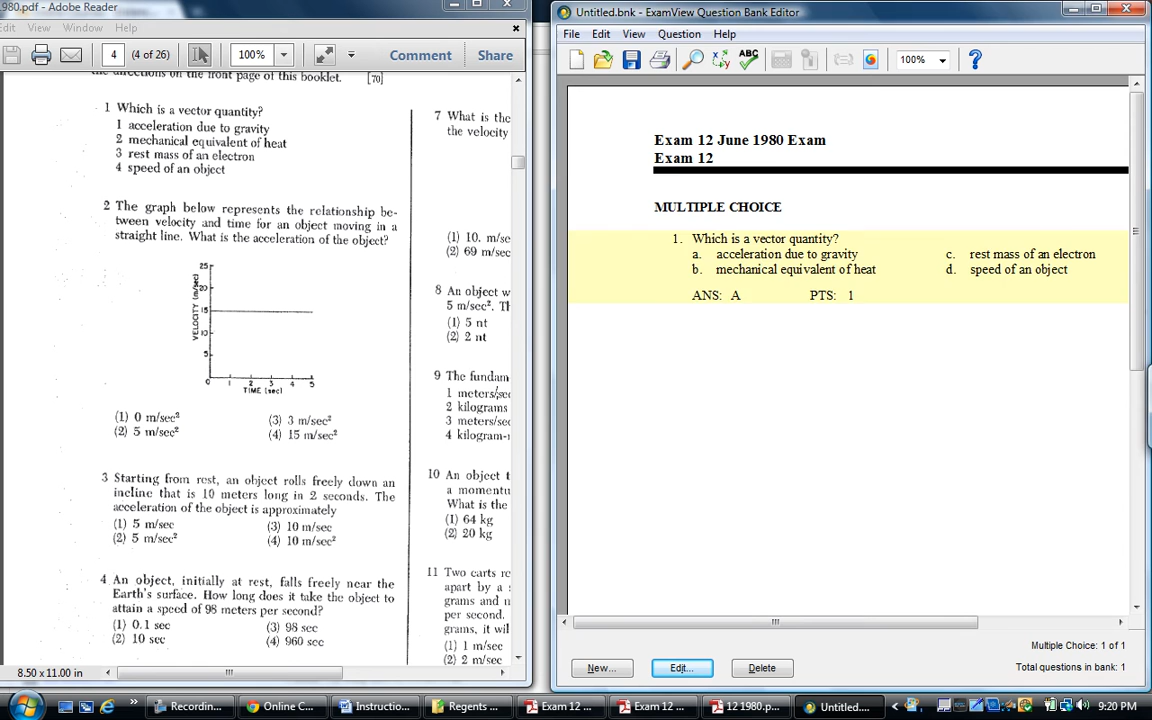 1980.pdf - Adobe Reader
Edit View Window Help
4 (4 of 26) 100% Comment Share
the directions on the front page of this booklet. [70]
1 Which is a vector quantity?
1 acceleration due to gravity
2 mechanical equivalent of heat
3 rest mass of an electron
4 speed of an object
2 The graph below represents the relationship be-
tween velocity and time for an object moving in a
straight line. What is the acceleration of the object?
25
20
15
10
5
0 1 2 3 4 5
VELOCITY (m/sec)
TIME (sec)
(1) 0 m/sec² (3) 3 m/sec²
(2) 5 m/sec² (4) 15 m/sec²
3 Starting from rest, an object rolls freely down an
incline that is 10 meters long in 2 seconds. The
acceleration of the object is approximately
(1) 5 m/sec (3) 10 m/sec
(2) 5 m/sec² (4) 10 m/sec²
4 An object, initially at rest, falls freely near the
Earth's surface. How long does it take the object to
attain a speed of 98 meters per second?
(1) 0.1 sec (3) 98 sec
(2) 10 sec (4) 960 sec
7 What is the
the velocity
(1) 10. m/se
(2) 69 m/sec
8 An object w
5 m/sec². Th
(1) 5 nt
(2) 2 nt
9 The fundam
1 meters/sec
2 kilograms
3 meters/sec
4 kilogram-
10 An object t
a momentu
What is the
(1) 64 kg
(2) 20 kg
11 Two carts re
apart by a
grams and n
per second.
grams, it wil
(1) 1 m/sec
(2) 2 m/sec
8.50 x 11.00 in
Untitled.bnk - ExamView Question Bank Editor
File Edit View Question Help
ABC 100%
Exam 12 June 1980 Exam
Exam 12
MULTIPLE CHOICE
1. Which is a vector quantity?
a. acceleration due to gravity c. rest mass of an electron
b. mechanical equivalent of heat d. speed of an object
ANS: A PTS: 1
Multiple Choice: 1 of 1
New... Edit... Delete Total questions in bank: 1
Recordin... Online C... Instructio... Regents ... Exam 12 ... Exam 12 ... 12 1980.p... Untitled.... 9:20 PM